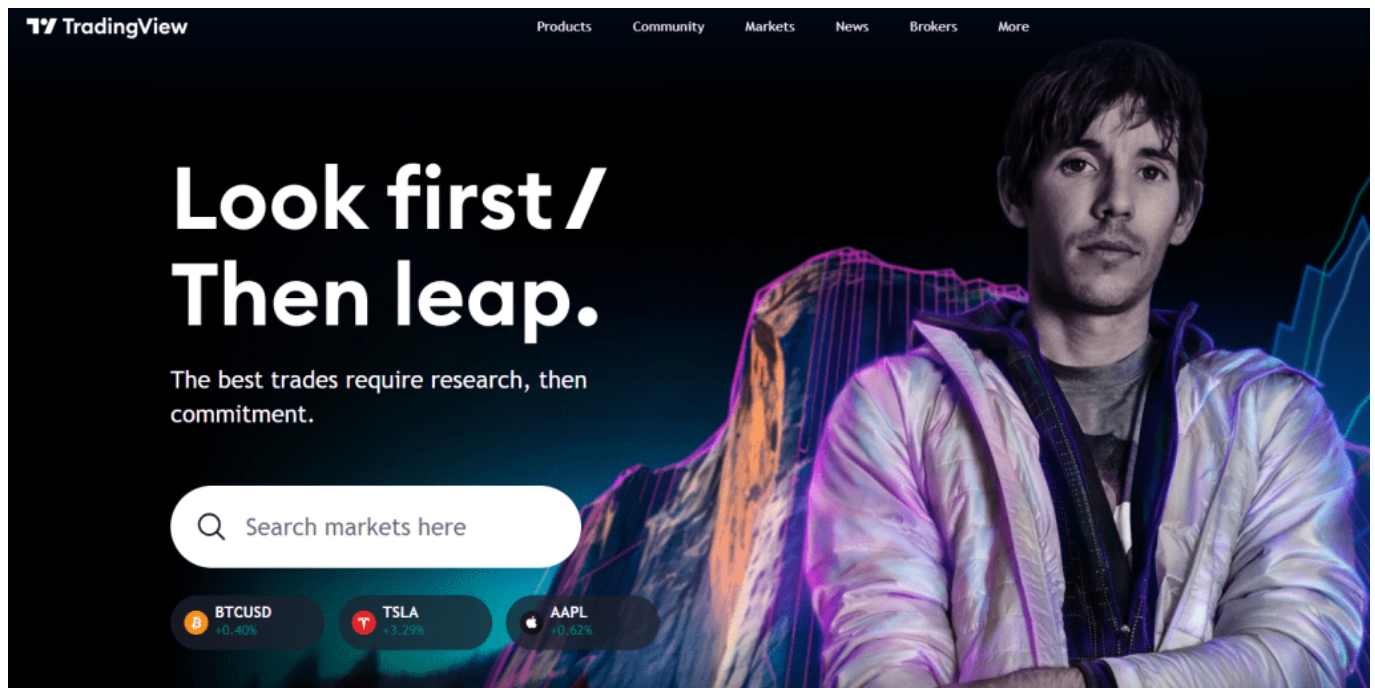 TradingView
Products Community Markets News Brokers More
Look first /
Then leap.
The best trades require research, then
commitment.
Search markets here
BTCUSD TSLA AAPL
+0.40% +3.29% +0.62%